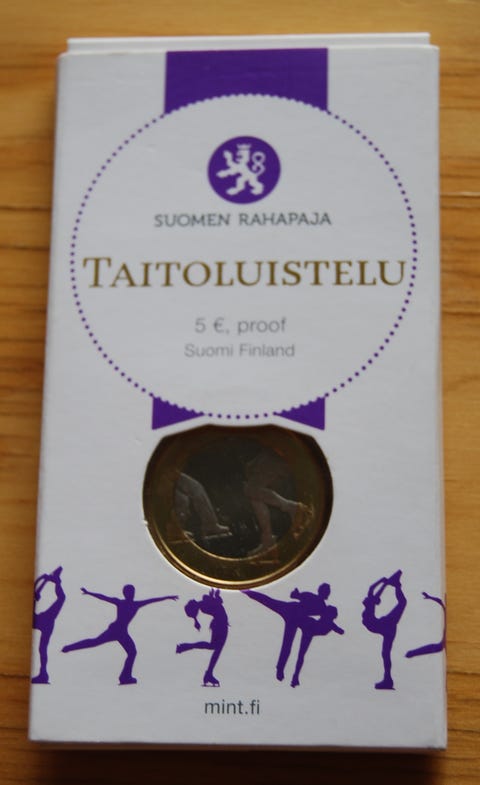 SUOMEN RAHAPAJA
TAITOLUISTELU
5 €, proof
Suomi Finland
mint.fi